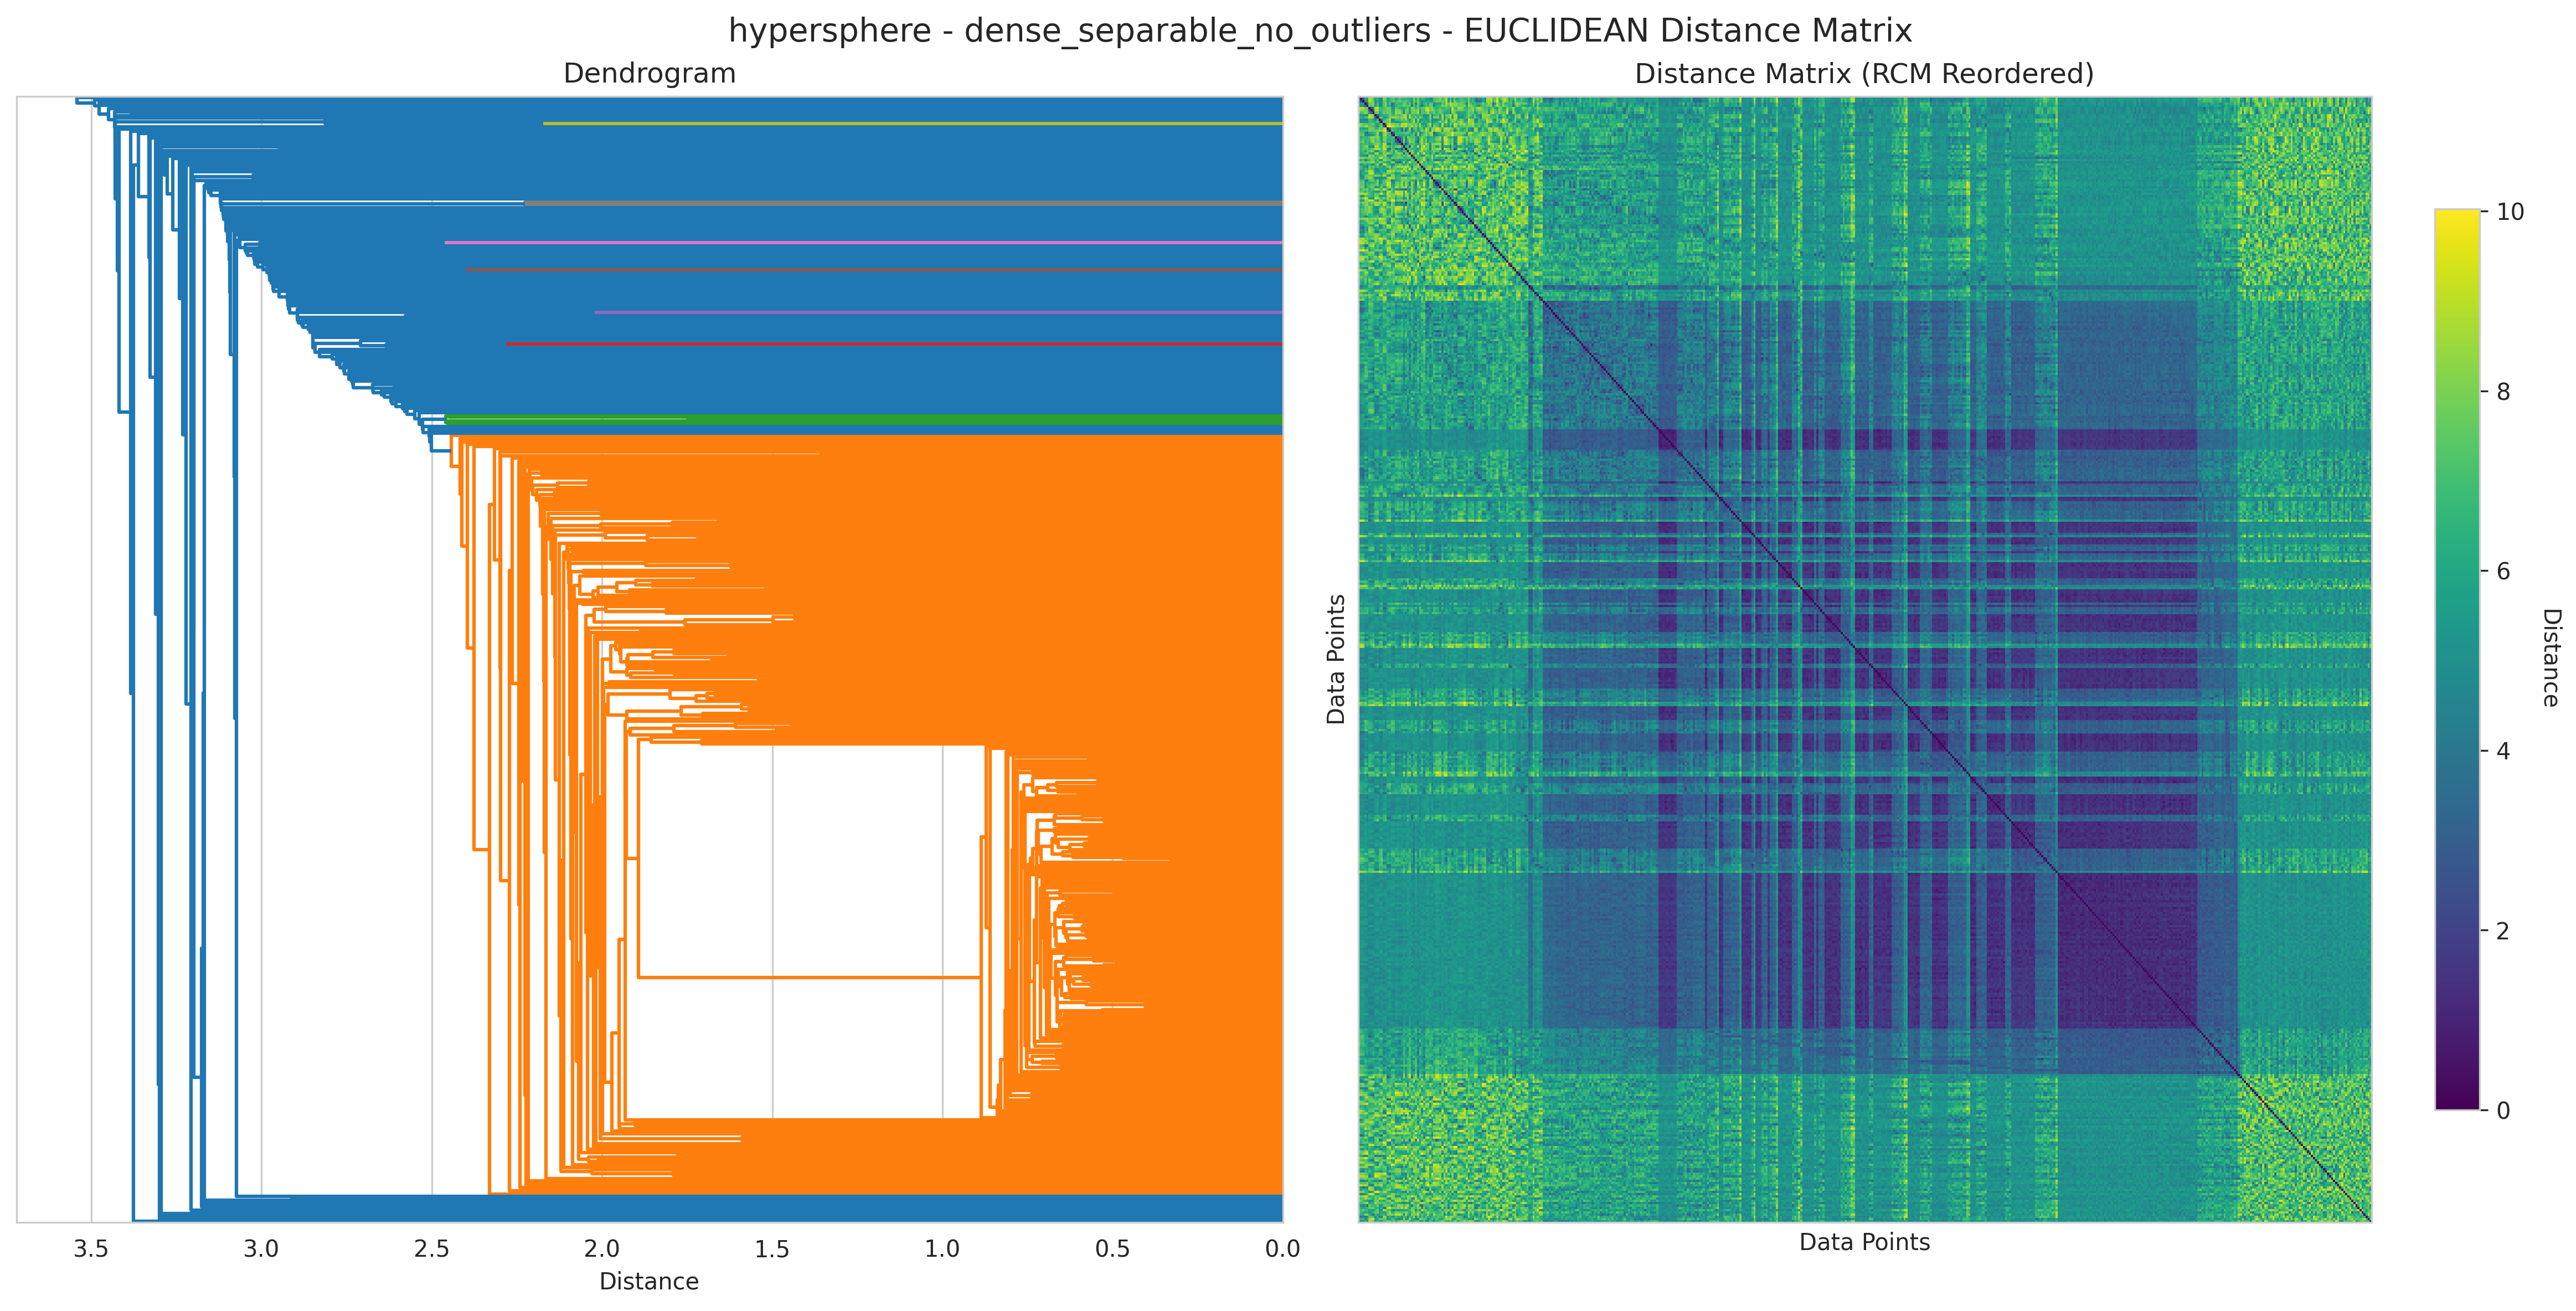 hypersphere - dense_separable_no_outliers - EUCLIDEAN Distance Matrix
Dendrogram
3.5 3.0 2.5 2.0 1.5 1.0 0.5 0.0
Distance
Distance Matrix (RCM Reordered)
Data Points
Data Points
10
8
6
4
2
0
Distance